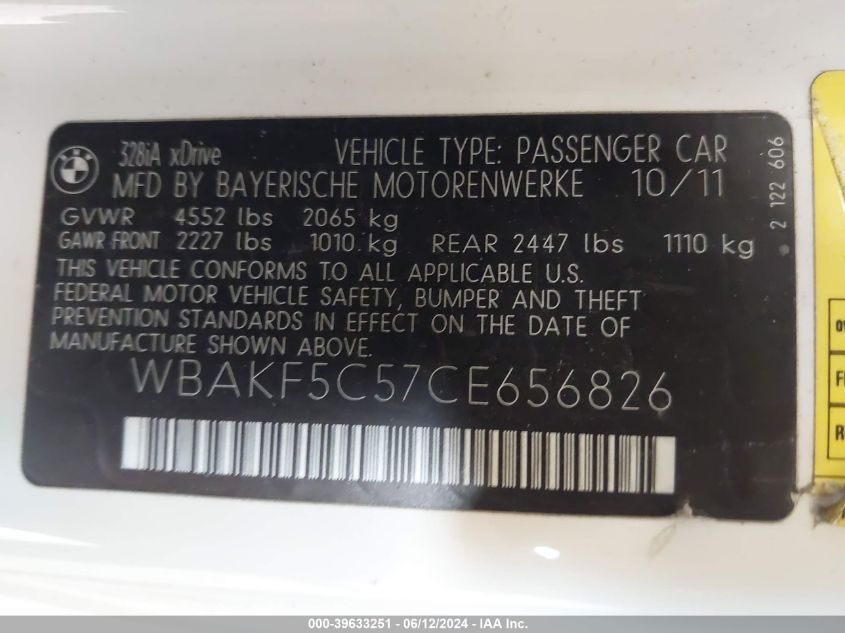 BMW
328iA xDrive VEHICLE TYPE: PASSENGER CAR
MFD BY BAYERISCHE MOTORENWERKE 10/11
GVWR 4552 lbs 2065 kg
GAWR FRONT 2227 lbs 1010 kg REAR 2447 lbs 1110 kg
THIS VEHICLE CONFORMS TO ALL APPLICABLE U.S.
FEDERAL MOTOR VEHICLE SAFETY, BUMPER AND THEFT
PREVENTION STANDARDS IN EFFECT ON THE DATE OF
MANUFACTURE SHOWN ABOVE.
WBAKF5C57CE656826
2 122 606
000-39633251 - 06/12/2024 - IAA Inc.